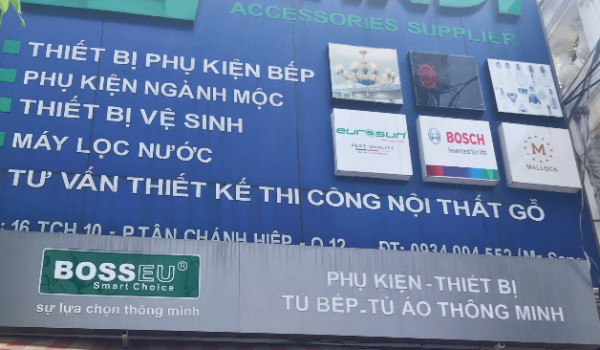 ACCESSORIES SUPPLIER
THIẾT BỊ PHỤ KIỆN BẾP
PHỤ KIỆN NGÀNH MỘC
THIẾT BỊ VỆ SINH
MÁY LỌC NƯỚC
eurosun
FAST QUALITY
BOSCH
Invented for life
MALLOCA
TƯ VẤN THIẾT KẾ THI CÔNG NỘI THẤT GỖ
: 16 TCH 10 - P.TÂN CHÁNH HIỆP - Q.12 - ĐT: 0934 004 552
BOSSEU®
Smart Choice
sự lựa chọn thông minh
PHỤ KIỆN - THIẾT BỊ
TỦ BẾP - TỦ ÁO THÔNG MINH